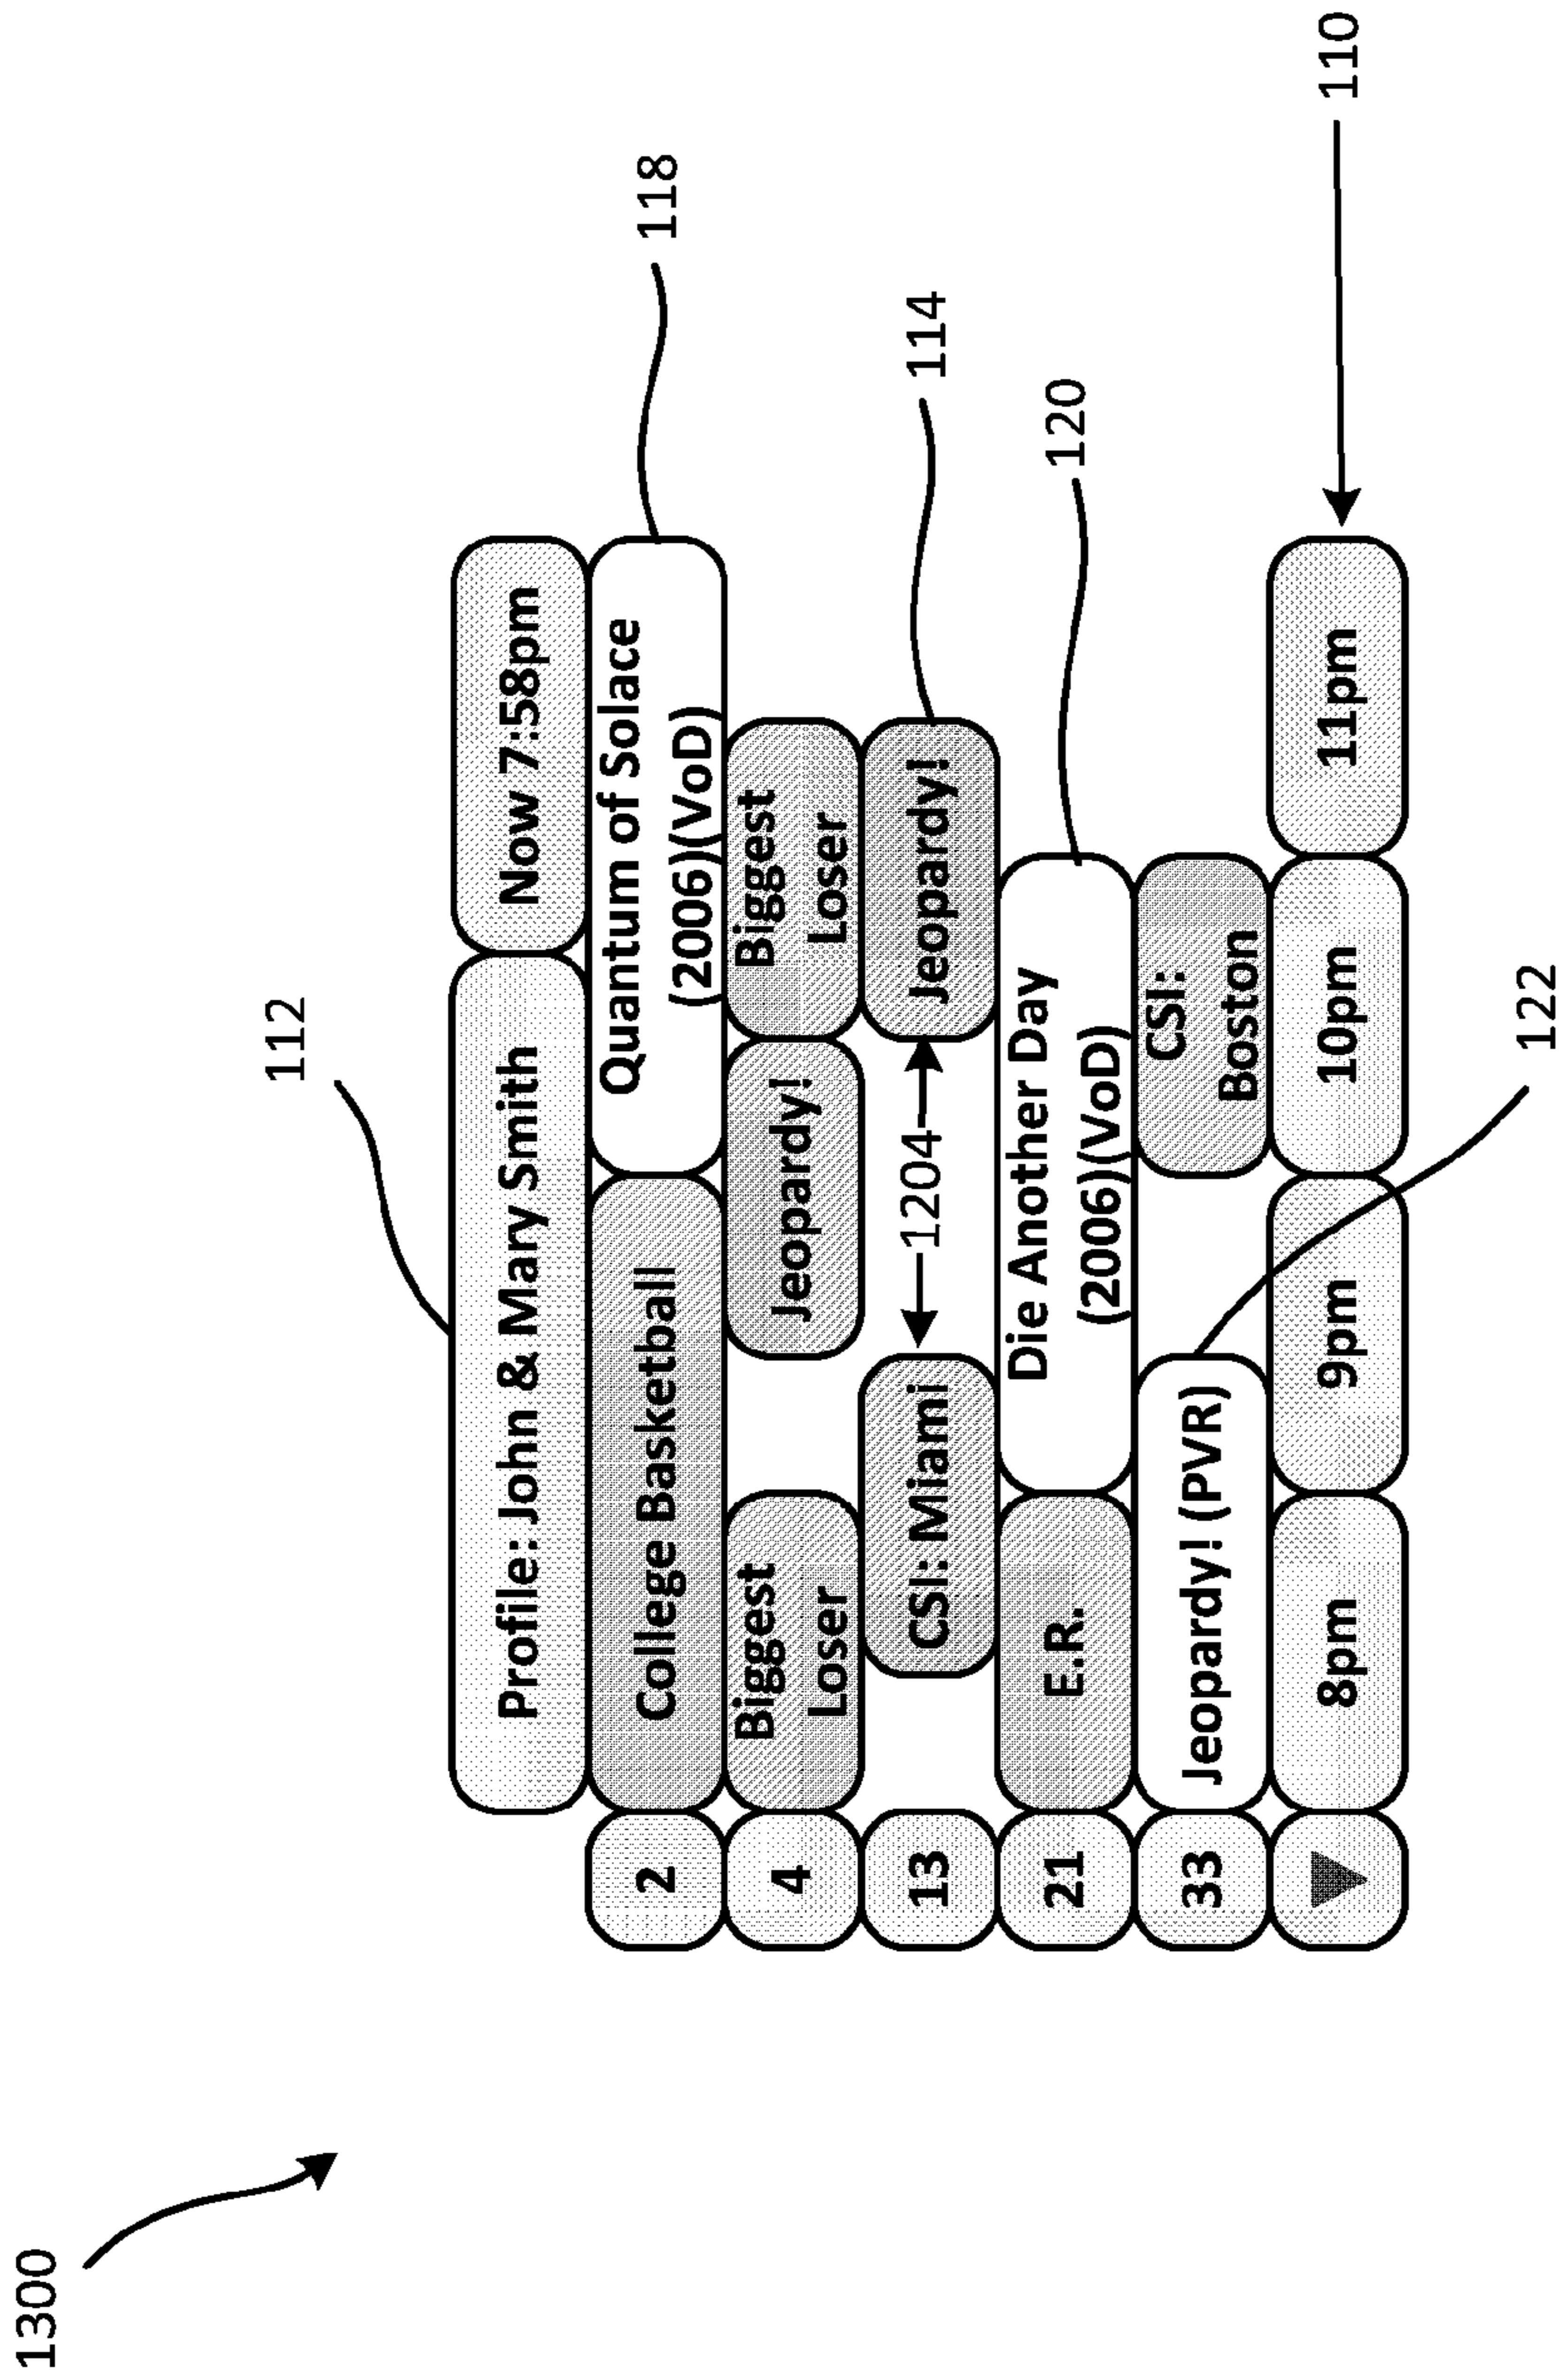 1300
112
Profile: John & Mary Smith
Now 7:58pm
2
College Basketball
Quantum of Solace
(2006)(VoD)
118
4
Biggest
Loser
Jeopardy!
Biggest
Loser
13
CSI: Miami
1204
Jeopardy!
114
21
E.R.
Die Another Day
(2006)(VoD)
120
33
Jeopardy! (PVR)
CSI:
Boston
8pm
9pm
10pm
11pm
110
122